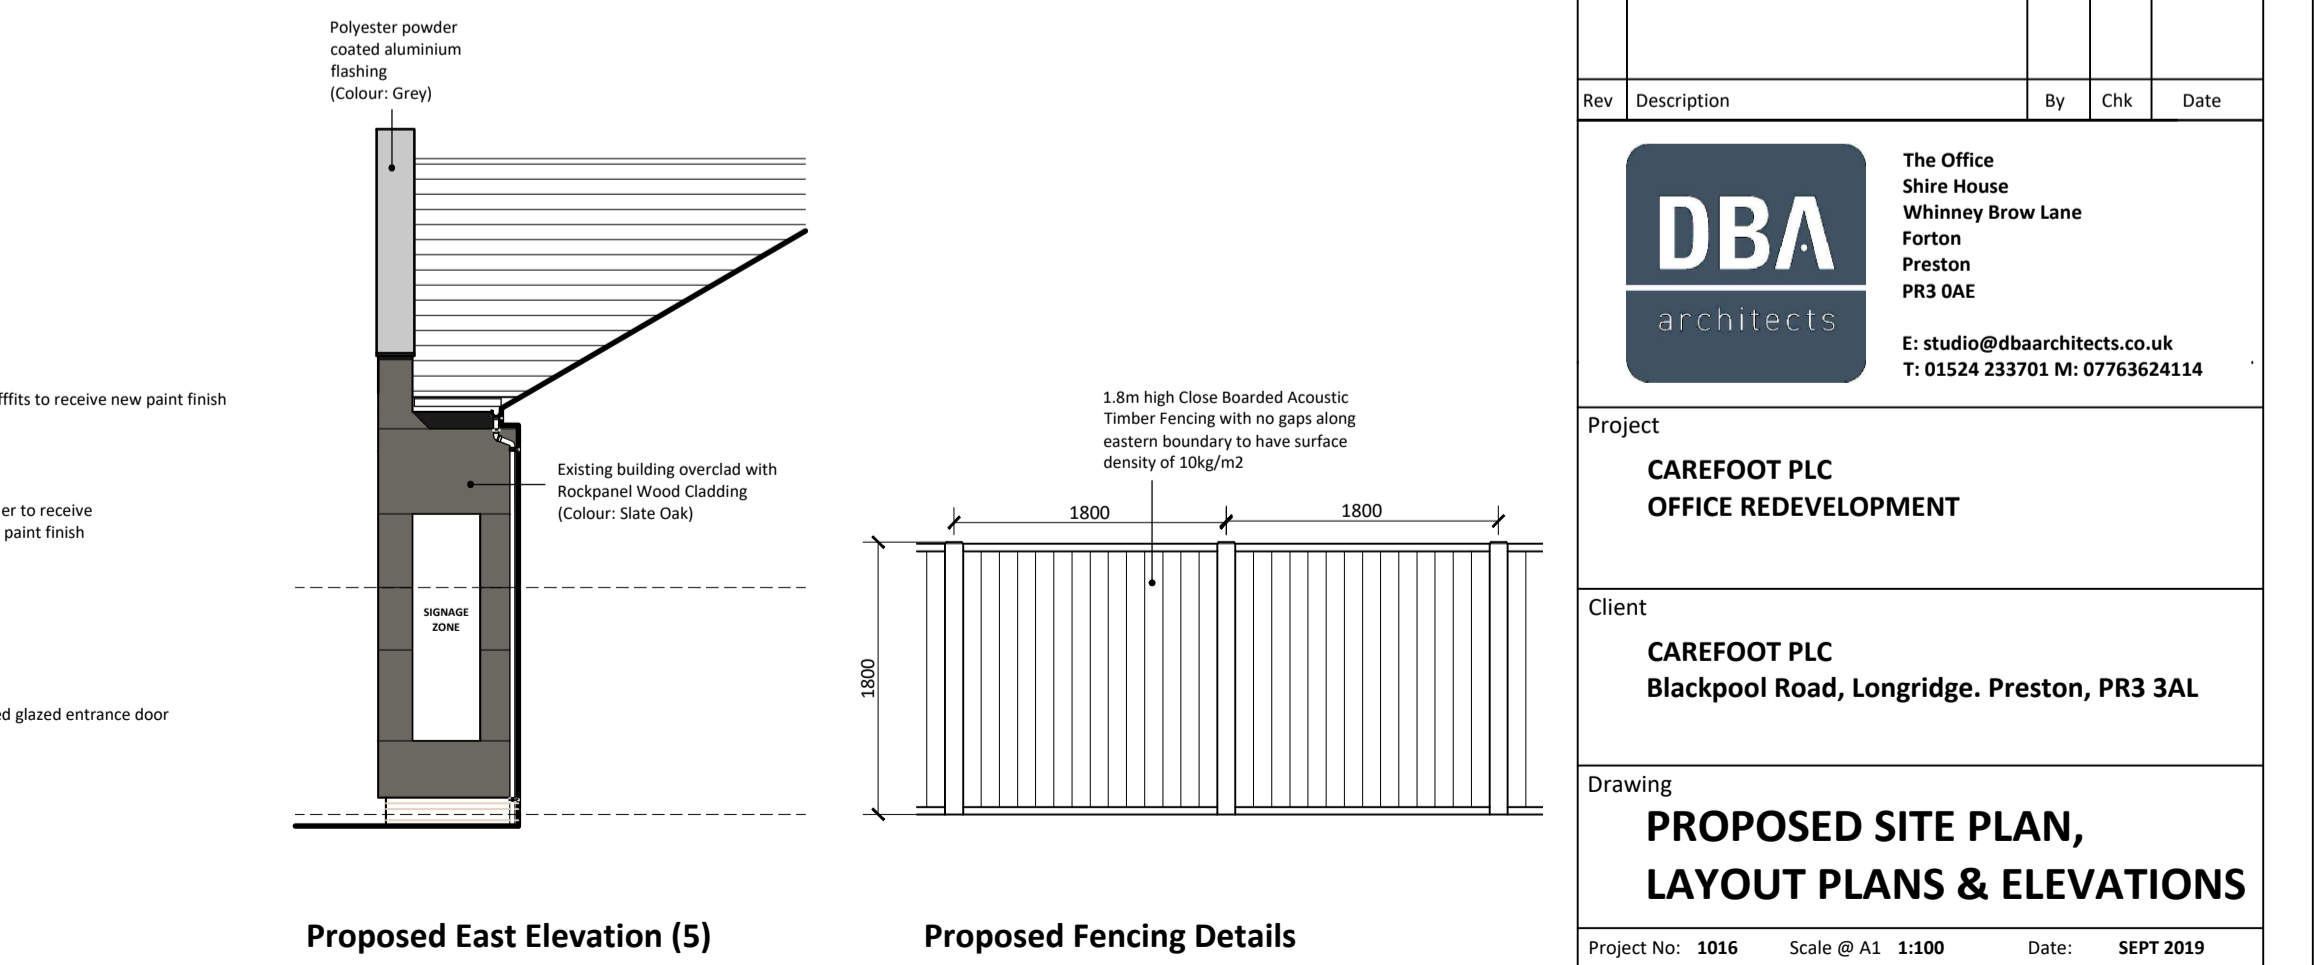 Polyester powder
coated aluminium
flashing
(Colour: Grey)
fffits to receive new paint finish
er to receive
paint finish
ed glazed entrance door
Existing building overclad with
Rockpanel Wood Cladding
(Colour: Slate Oak)
SIGNAGE
ZONE
Proposed East Elevation (5)
1.8m high Close Boarded Acoustic
Timber Fencing with no gaps along
eastern boundary to have surface
density of 10kg/m2
1800
1800
1800
Proposed Fencing Details
Rev Description By Chk Date
DBA
architects
The Office
Shire House
Whinney Brow Lane
Forton
Preston
PR3 0AE
E: studio@dbaarchitects.co.uk
T: 01524 233701 M: 07763624114
Project
CAREFOOT PLC
OFFICE REDEVELOPMENT
Client
CAREFOOT PLC
Blackpool Road, Longridge. Preston, PR3 3AL
Drawing
PROPOSED SITE PLAN,
LAYOUT PLANS & ELEVATIONS
Project No: 1016 Scale @ A1 1:100 Date: SEPT 2019